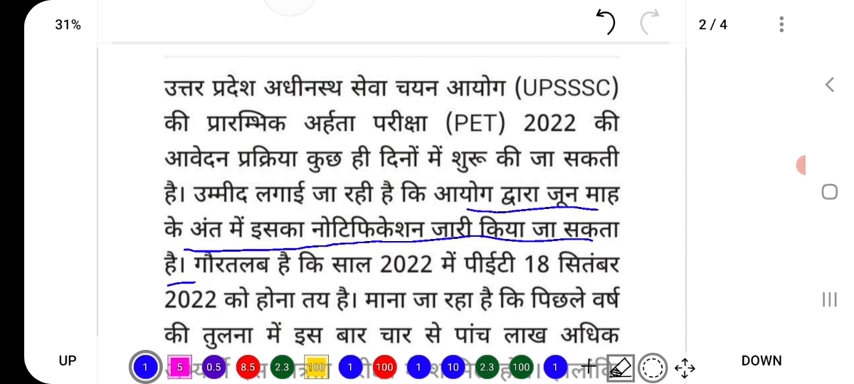 31%
2 / 4
उत्तर प्रदेश अधीनस्थ सेवा चयन आयोग (UPSSSC)
की प्रारम्भिक अर्हता परीक्षा (PET) 2022 की
आवेदन प्रक्रिया कुछ ही दिनों में शुरू की जा सकती
है। उम्मीद लगाई जा रही है कि आयोग द्वारा जून माह
के अंत में इसका नोटिफिकेशन जारी किया जा सकता
है। गौरतलब है कि साल 2022 में पीईटी 18 सितंबर
2022 को होना तय है। माना जा रहा है कि पिछले वर्ष
की तुलना में इस बार चार से पांच लाख अधिक
UP
1 5 0.5 8.5 2.3 100 1 100 1 10 2.3 100 1
DOWN